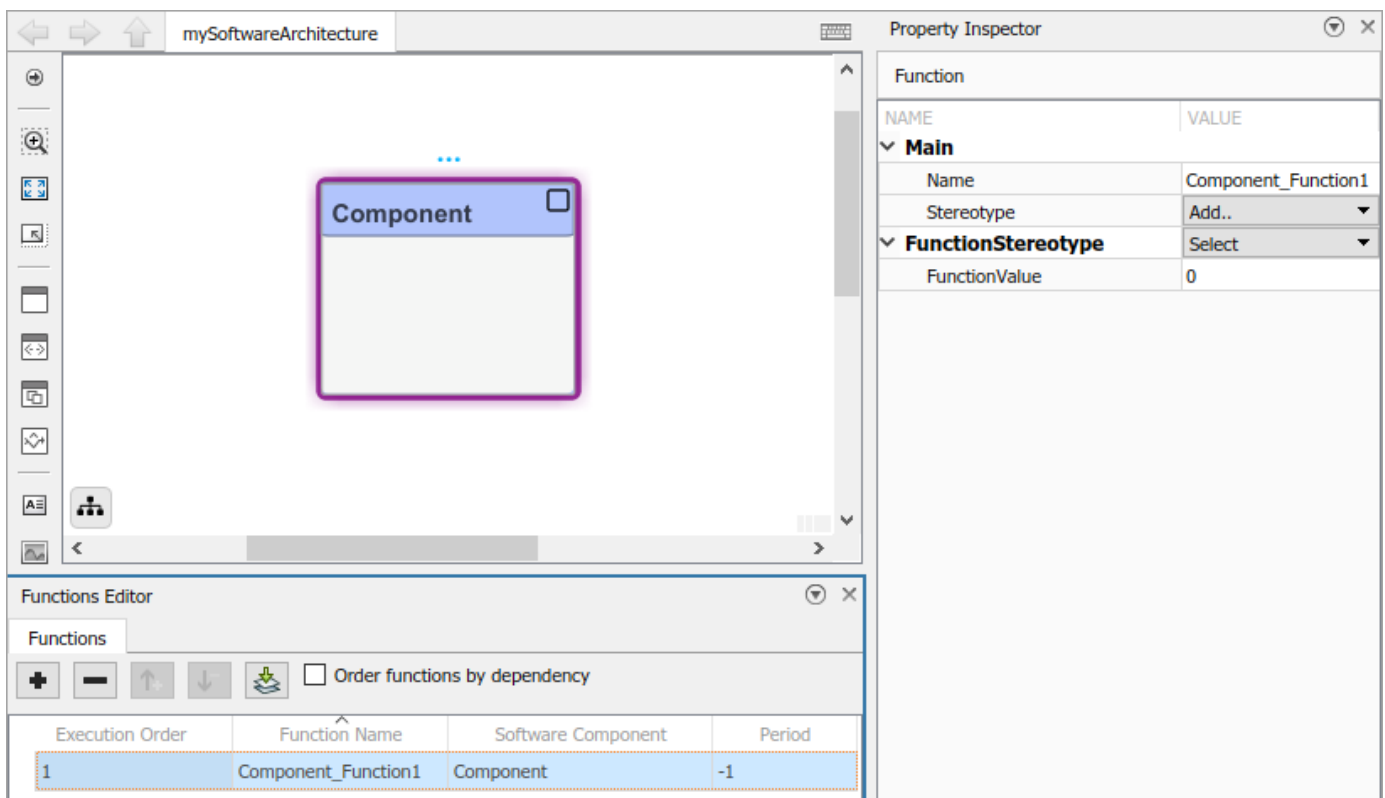 mySoftwareArchitecture
Component
Property Inspector
Function
NAME VALUE
Main
Name Component_Function1
Stereotype Add..
FunctionStereotype Select
FunctionValue 0
Functions Editor
Functions
Order functions by dependency
Execution Order Function Name Software Component Period
1 Component_Function1 Component -1